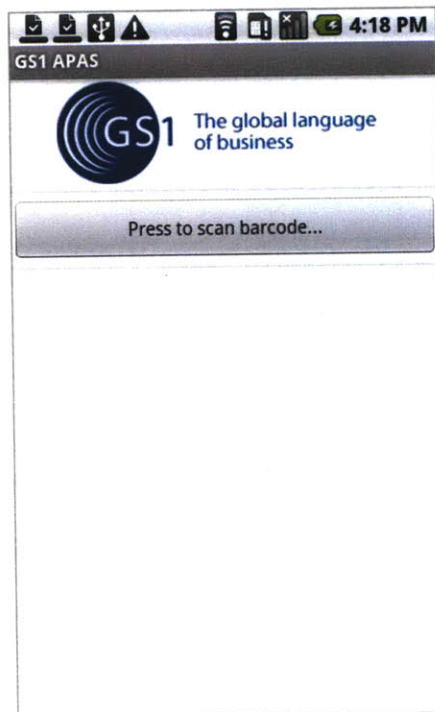 4:18 PM
GS1 APAS
GS1 The global language
of business
Press to scan barcode...